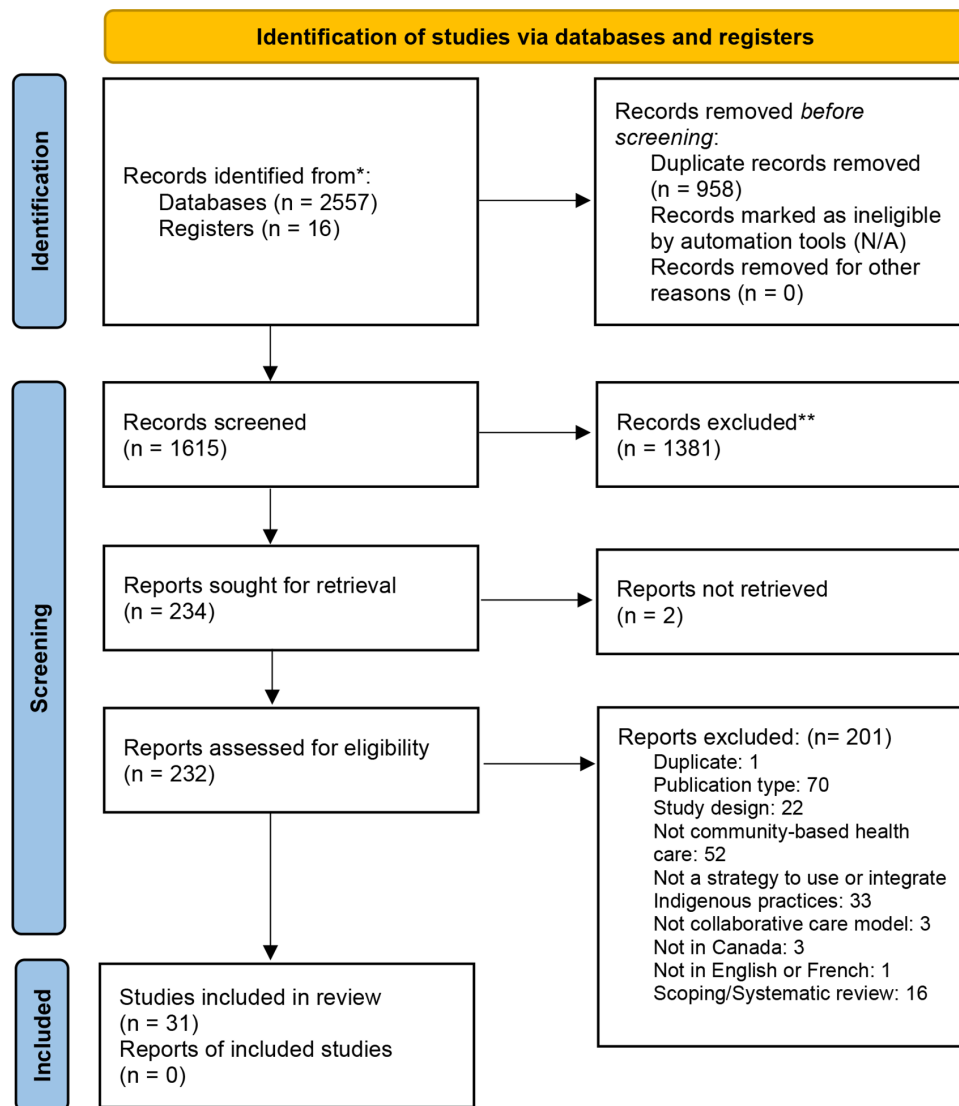 Identification of studies via databases and registers
Identification
Records identified from*:
Databases (n = 2557)
Registers (n = 16)
Records removed before
screening:
Duplicate records removed
(n = 958)
Records marked as ineligible
by automation tools (N/A)
Records removed for other
reasons (n = 0)
Screening
Records screened
(n = 1615)
Records excluded**
(n = 1381)
Reports sought for retrieval
(n = 234)
Reports not retrieved
(n = 2)
Reports assessed for eligibility
(n = 232)
Reports excluded: (n= 201)
Duplicate: 1
Publication type: 70
Study design: 22
Not community-based health
care: 52
Not a strategy to use or integrate
Indigenous practices: 33
Not collaborative care model: 3
Not in Canada: 3
Not in English or French: 1
Scoping/Systematic review: 16
Included
Studies included in review
(n = 31)
Reports of included studies
(n = 0)